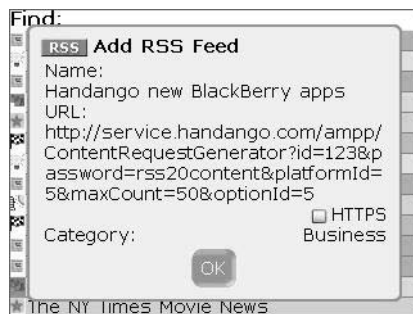 Find:
RSS Add RSS Feed
Name:
Handango new BlackBerry apps
URL:
http://service.handango.com/ampp/
ContentRequestGenerator?id=123&p
assword=rss20content&platformId=
5&maxCount=50&optionId=5
HTTPS
Category: Business
OK
The NY Times Movie News